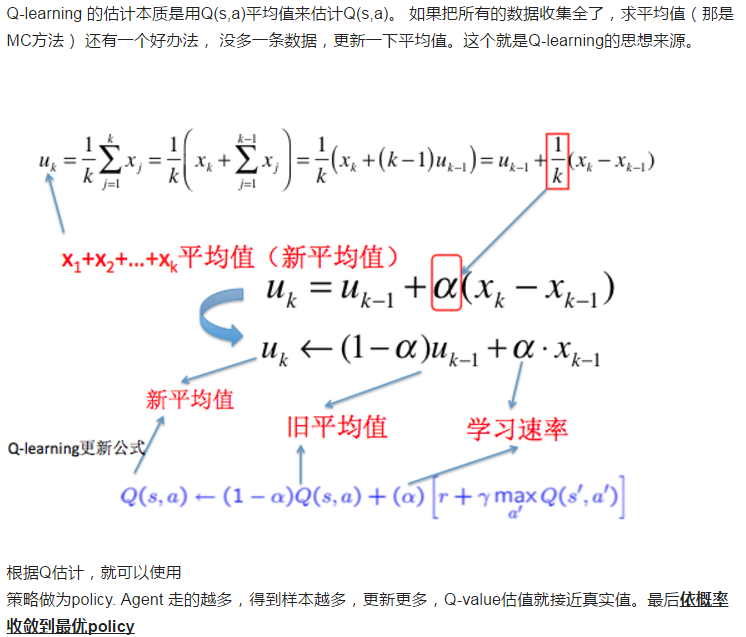 Q-learning 的估计本质是用Q(s,a)平均值来估计Q(s,a)。 如果把所有的数据收集全了，求平均值（那是
MC方法） 还有一个好办法， 没多一条数据，更新一下平均值。这个就是Q-learning的思想来源。
u_k = \frac{1}{k}\sum_{j=1}^{k} x_j = \frac{1}{k}\left(x_k + \sum_{j=1}^{k-1} x_j\right) = \frac{1}{k}(x_k + (k-1)u_{k-1}) = u_{k-1} + \frac{1}{k}(x_k - x_{k-1})
x₁+x₂+...+xₖ平均值（新平均值）
u_k = u_{k-1} + α(x_k - x_{k-1})
u_k ← (1-α)u_{k-1} + α · x_{k-1}
新平均值
旧平均值
学习速率
Q-learning更新公式
Q(s,a) ← (1 − α)Q(s,a) + (α) [r + γ max_{a'} Q(s',a')]
根据Q估计，就可以使用
策略做为policy. Agent 走的越多，得到样本越多，更新更多，Q-value估值就接近真实值。最后依概率
收敛到最优policy